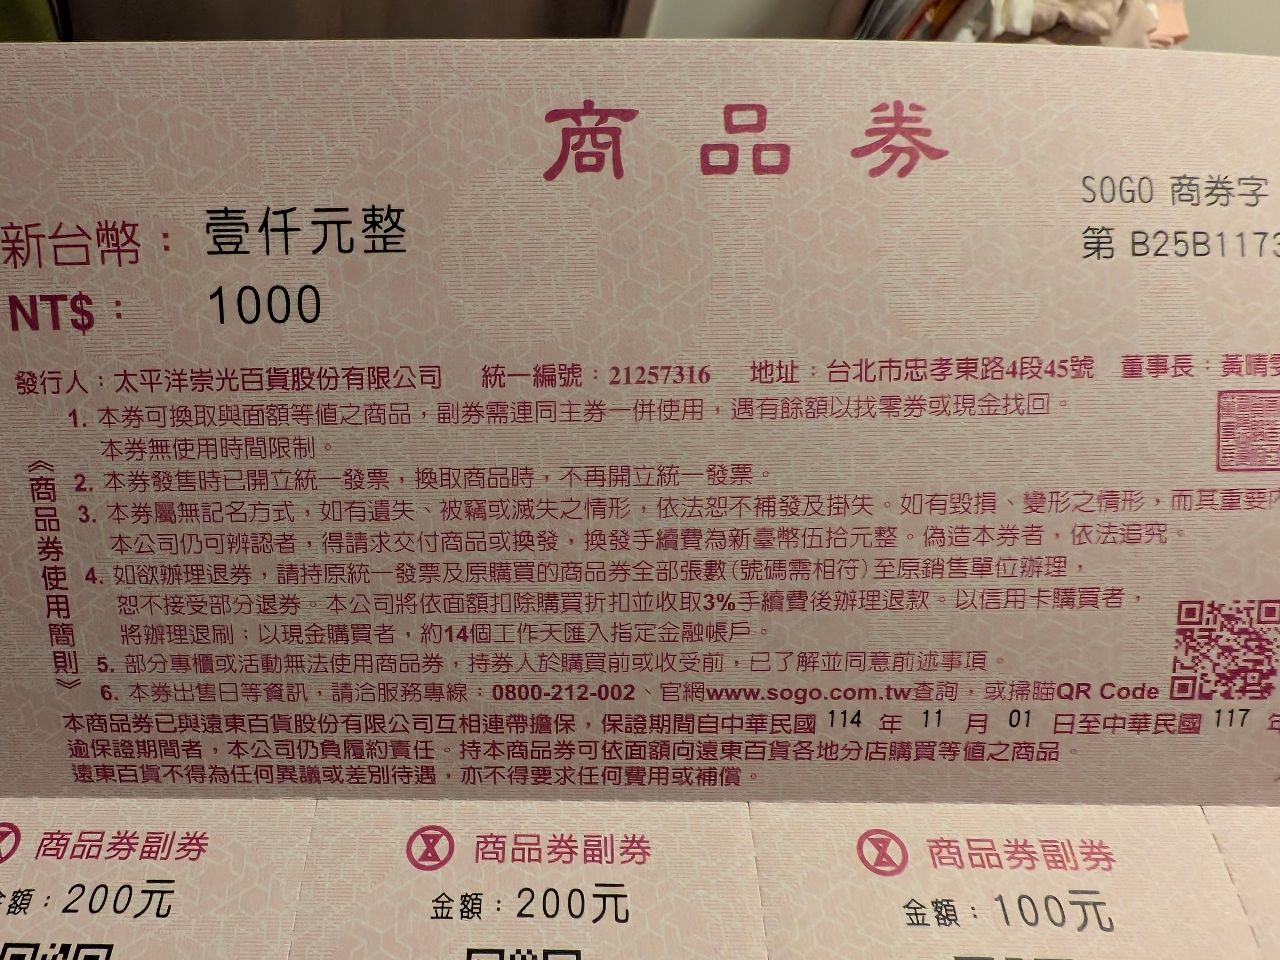 商品券
SOGO 商券字
第 B25B1173
新台幣：壹仟元整
NT$： 1000
發行人：太平洋崇光百貨股份有限公司 統一編號：21257316 地址：台北市忠孝東路4段45號 董事長：黃晴雯
《商品券使用簡則》
1. 本券可換取與面額等值之商品，副券需連同主券一併使用，遇有餘額以找零券或現金找回。
本券無使用時間限制。
2. 本券發售時已開立統一發票，換取商品時，不再開立統一發票。
3. 本券屬無記名方式，如有遺失、被竊或滅失之情形，依法恕不補發及掛失。如有毀損、變形之情形，而其重要
本公司仍可辨認者，得請求交付商品或換發，換發手續費為新臺幣伍拾元整。偽造本券者，依法追究。
4. 如欲辦理退券，請持原統一發票及原購買的商品券全部張數(號碼需相符)至原銷售單位辦理，
恕不接受部分退券。本公司將依面額扣除購買折扣並收取3%手續費後辦理退款。以信用卡購買者，
將辦理退刷；以現金購買者，約14個工作天匯入指定金融帳戶。
5. 部分專櫃或活動無法使用商品券，持券人於購買前或收受前，已了解並同意前述事項。
6. 本券出售日等資訊，請洽服務專線：0800-212-002、官網www.sogo.com.tw查詢，或掃瞄QR Code
本商品券已與遠東百貨股份有限公司互相連帶擔保，保證期間自中華民國 114 年 11 月 01 日至中華民國 117 年
逾保證期間者，本公司仍負履約責任。持本商品券可依面額向遠東百貨各地分店購買等值之商品。
遠東百貨不得為任何異議或差別待遇，亦不得要求任何費用或補償。
商品券副券
金額：200元
商品券副券
金額：200元
商品券副券
金額：100元